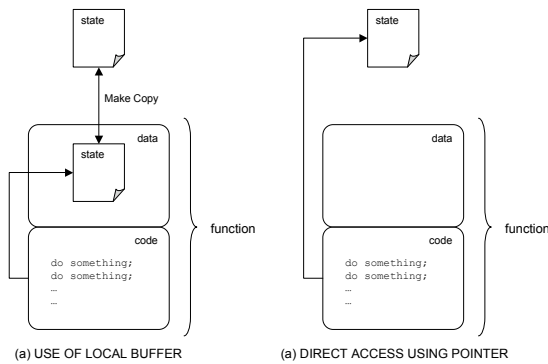 state
Make Copy
data
state
function
code
do something;
do something;
…
…
(a) USE OF LOCAL BUFFER
state
data
function
code
do something;
do something;
…
…
(a) DIRECT ACCESS USING POINTER